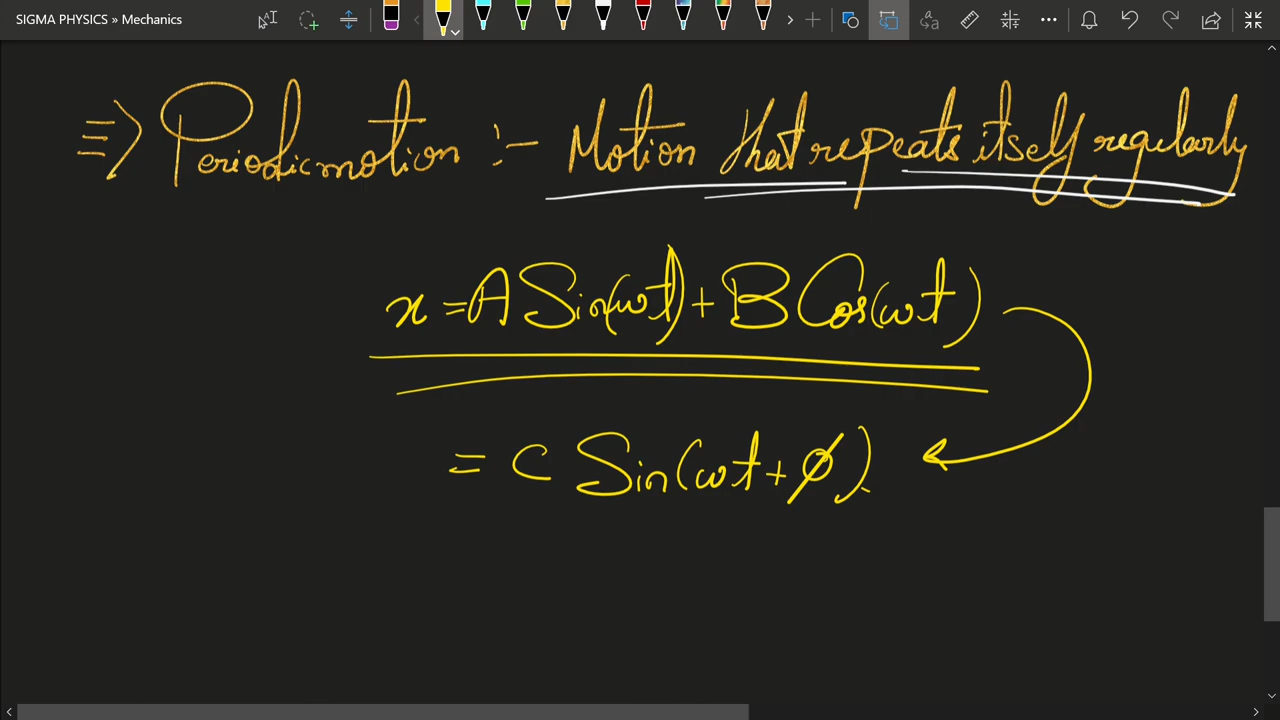 SIGMA PHYSICS » Mechanics
⇒ Periodic motion :- Motion that repeats itself regularly
x = A Sin(ωt) + B Cos(ωt)
= C Sin(ωt + φ)